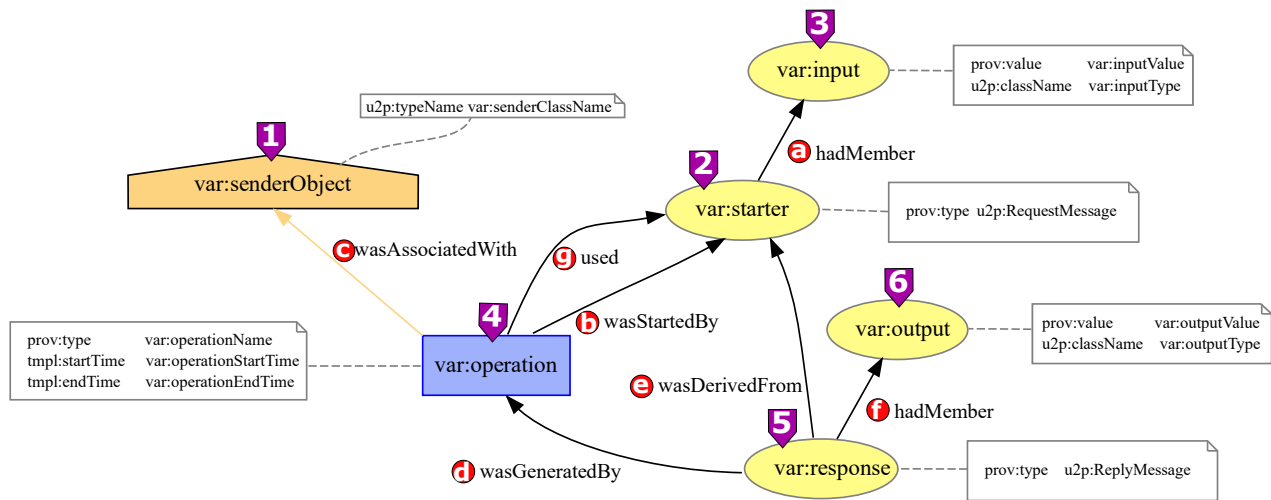 3
var:input
prov:value var:inputValue
u2p:className var:inputType
u2p:typeName var:senderClassName
1
var:senderObject
a hadMember
2
var:starter
prov:type u2p:RequestMessage
c wasAssociatedWith
g used
6
var:output
prov:value var:outputValue
u2p:className var:outputType
4
b wasStartedBy
prov:type var:operationName
tmpl:startTime var:operationStartTime
tmpl:endTime var:operationEndTime
var:operation
e wasDerivedFrom
f hadMember
5
var:response
d wasGeneratedBy
prov:type u2p:ReplyMessage